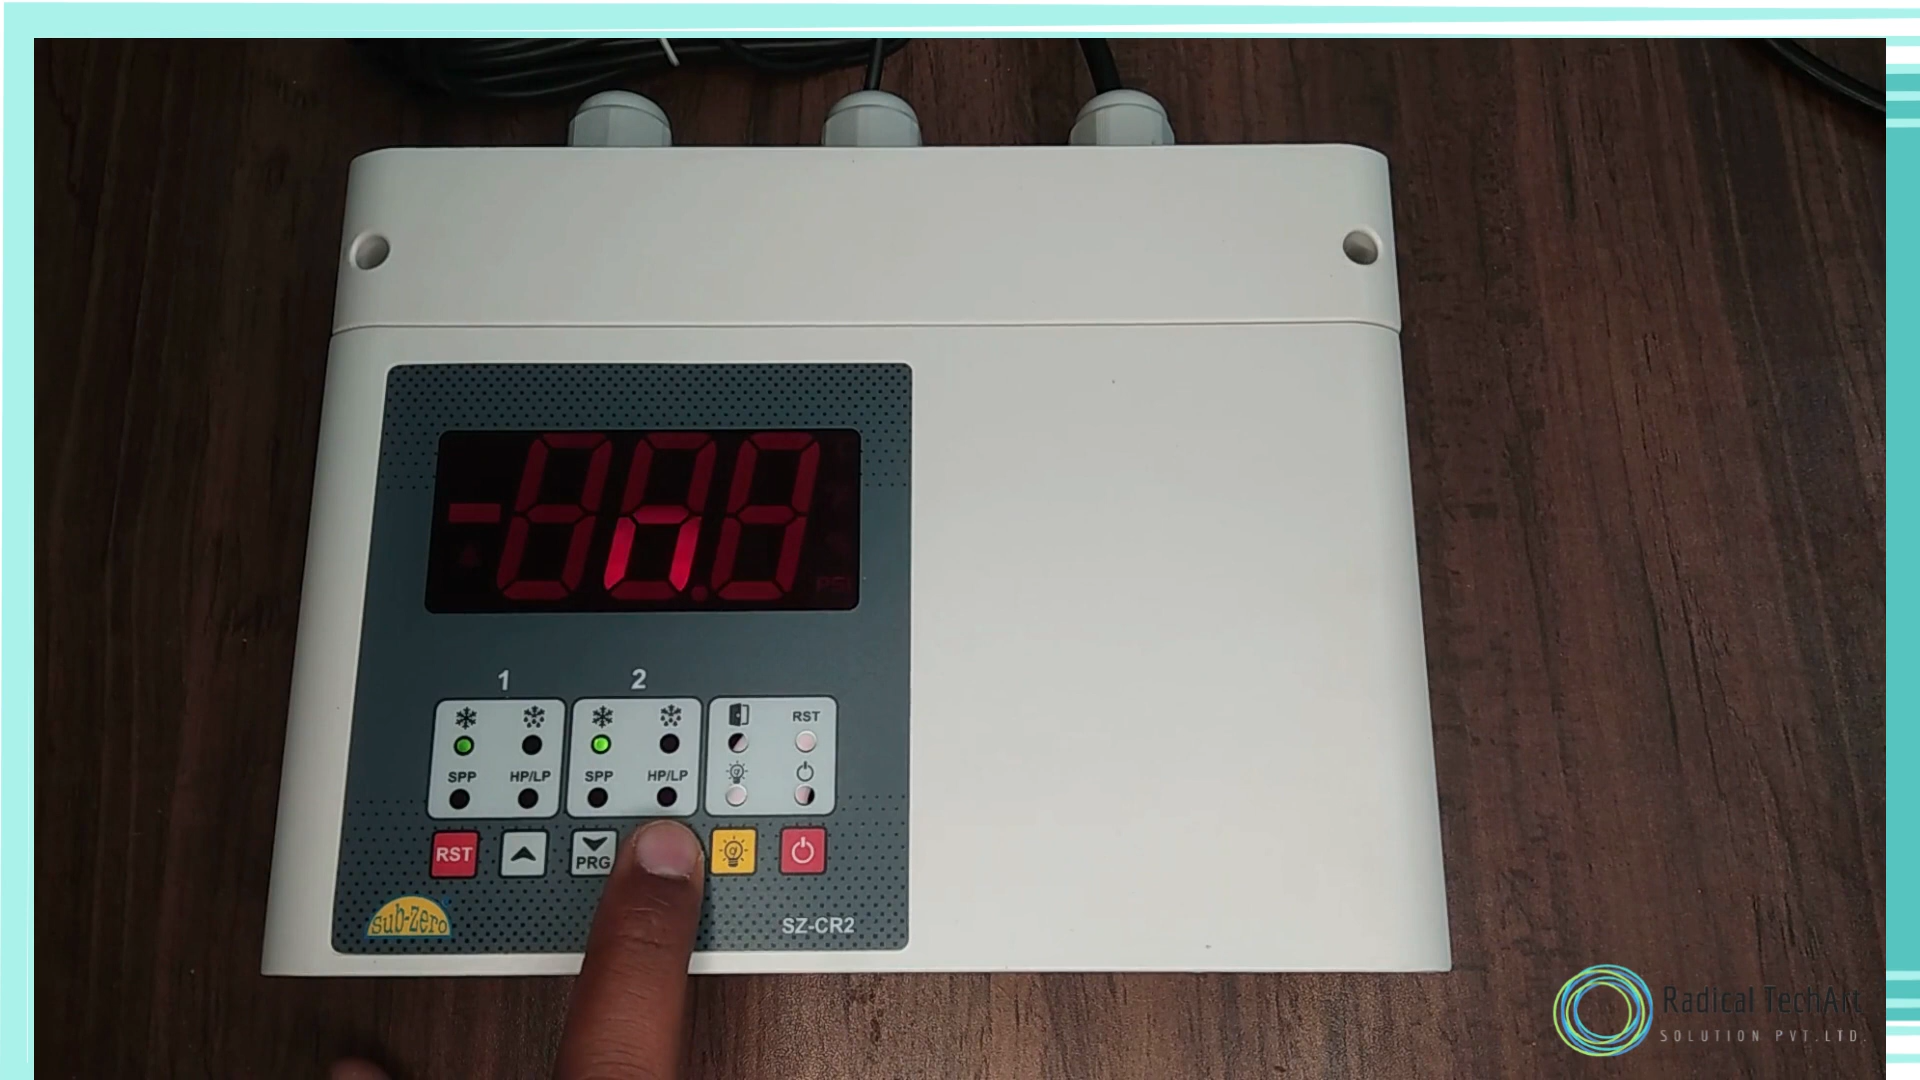 n
PSI
1 2
RST
SPP HP/LP SPP HP/LP
RST PRG
sub-zero
SZ-CR2
Radical TechArt
SOLUTION PVT.LTD.